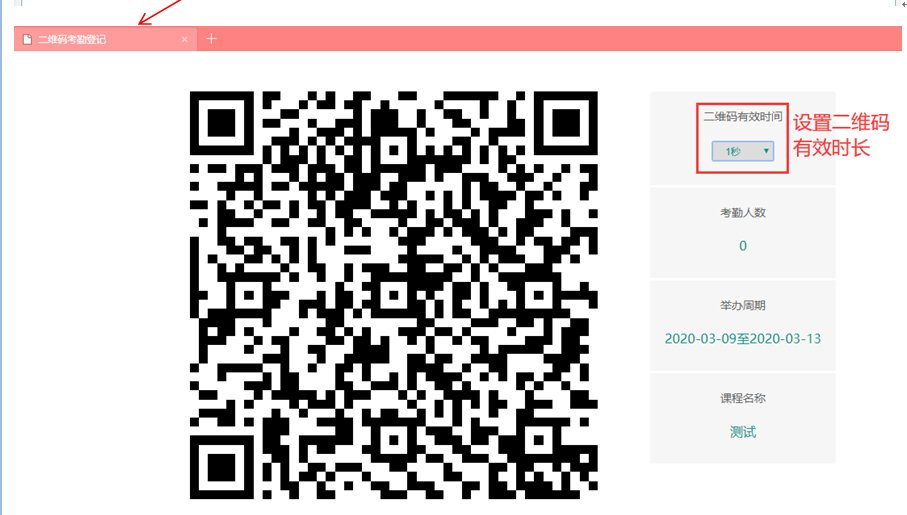 二维码考勤登记
二维码有效时间
1秒
设置二维码
有效时长
考勤人数
0
举办周期
2020-03-09至2020-03-13
课程名称
测试